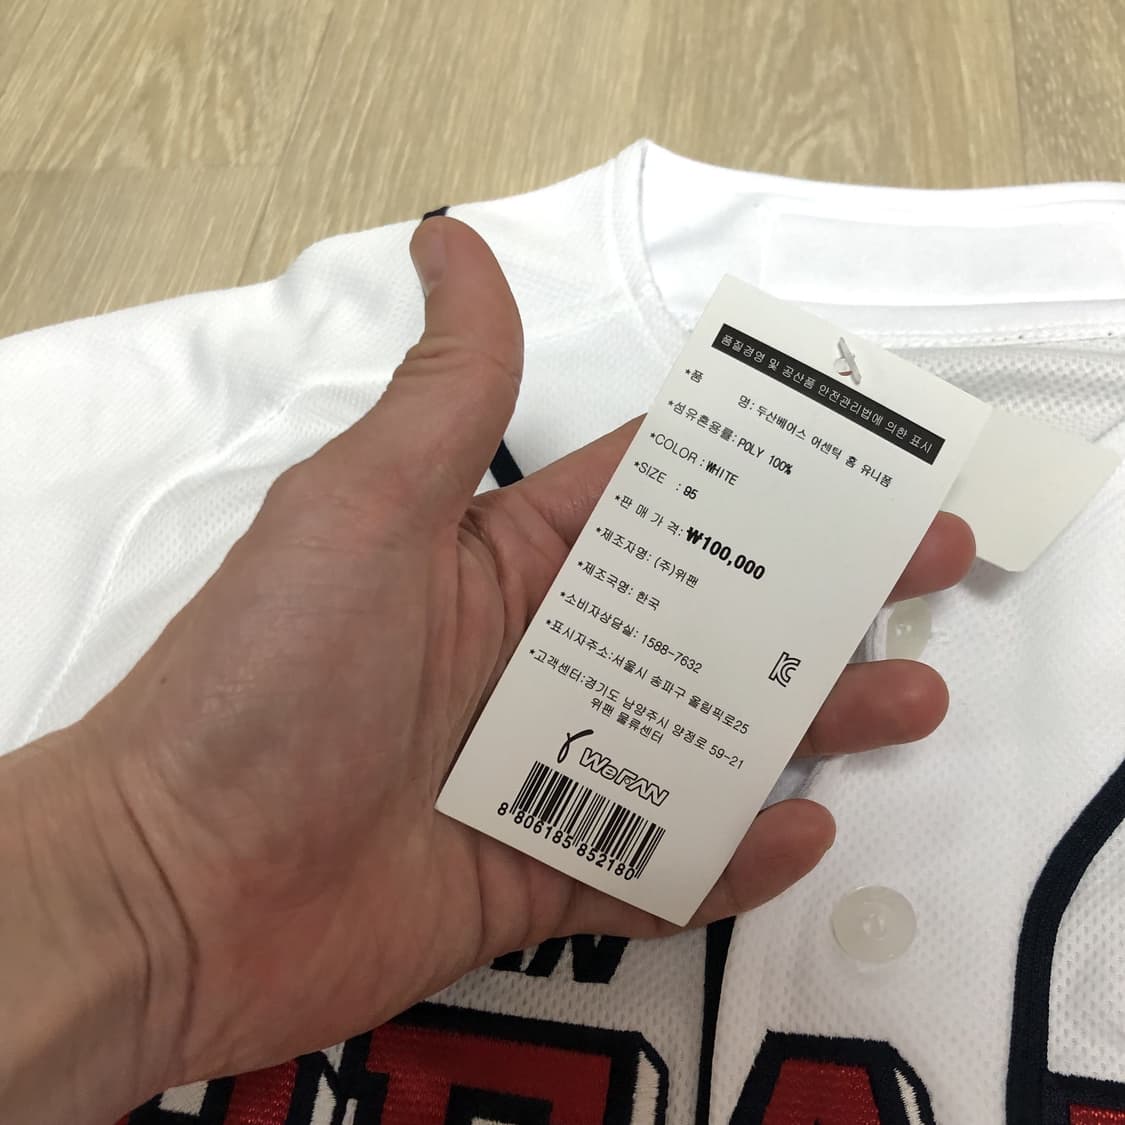 품질경영 및 공산품 안전관리법에 의한 표시
*품 명: 두산베어스 어센틱 홈 유니폼
*섬유혼용률: POLY 100%
*COLOR : WHITE
*SIZE : 95
*판 매 가 격: ₩100,000
*제조자명: (주)위팬
*제조국명: 한국
*소비자상담실: 1588-7632
*표시자주소:서울시 송파구 올림픽로25
*고객센터:경기도 남양주시 양정로 59-21
위팬 물류센터
WeFAN
8 806185 852180